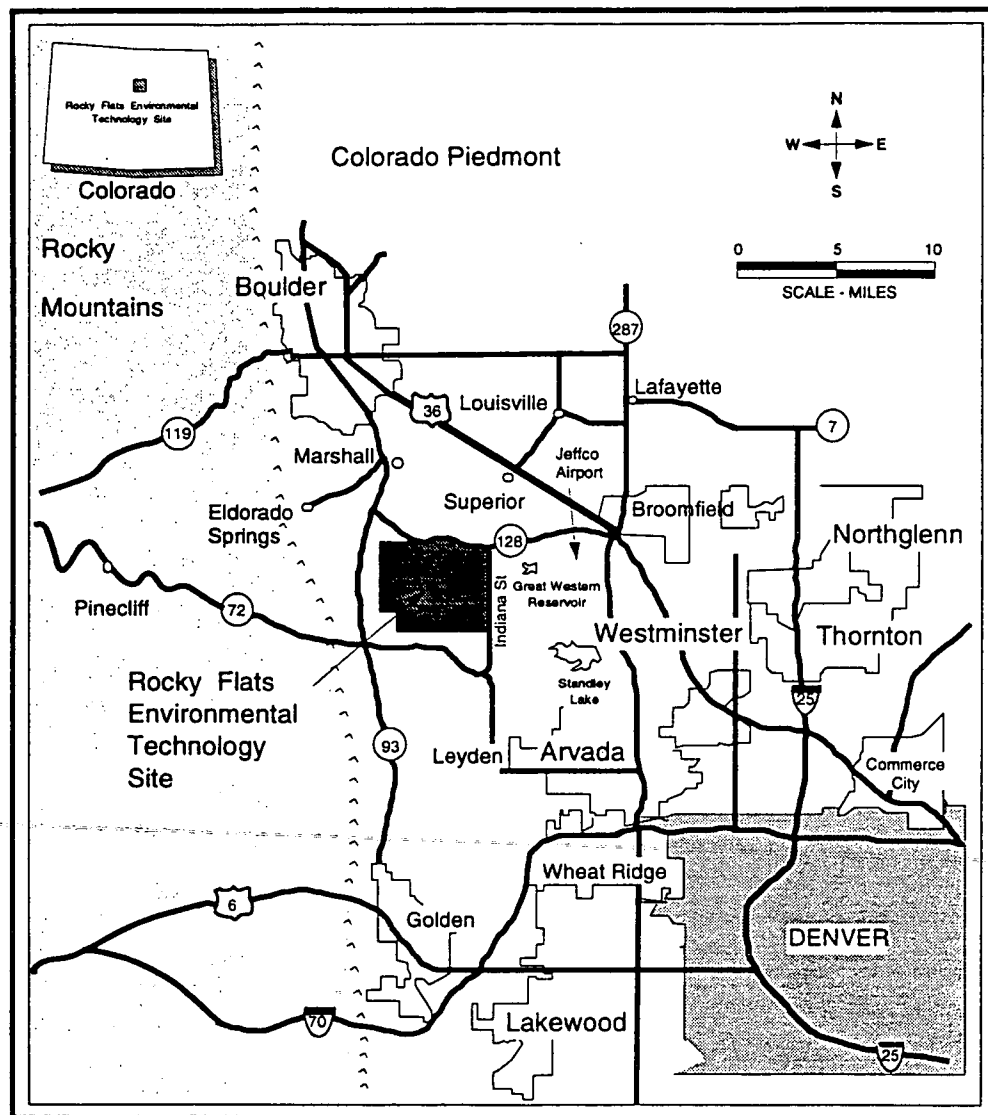 Rocky Flats Environmental
Technology Site
Colorado
Colorado Piedmont
N
W E
S
Rocky
Mountains
0 5 10
SCALE - MILES
Boulder
287
Lafayette
36
Louisville
7
119
Marshall
Jeffco
Airport
Superior
Broomfield
Eldorado
Springs
Northglenn
128
Great Western
Reservoir
Pinecliff
72
Indiana St
Westminster
Thornton
Rocky Flats
Environmental
Technology
Site
Standley
Lake
25
93
Leyden
Arvada
Commerce
City
Wheat Ridge
6
Golden
DENVER
70
Lakewood
25